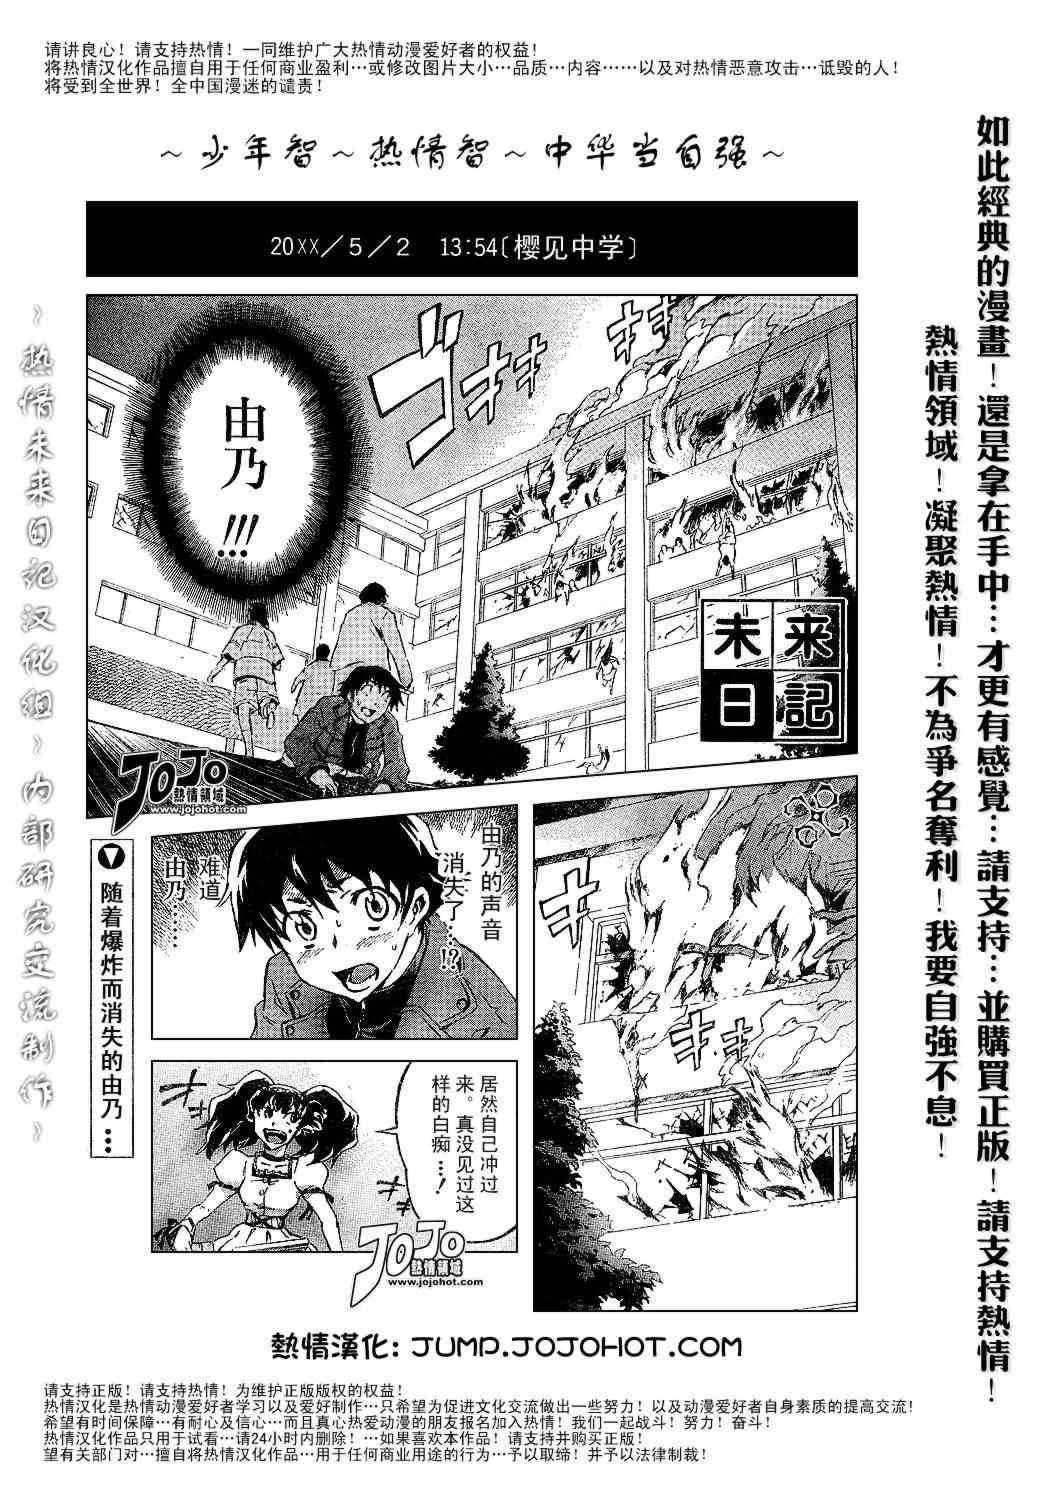 请讲良心！请支持热情！一同维护广大热情动漫爱好者的权益！
将热情汉化作品擅自用于任何商业盈利…或修改图片大小…品质…内容……以及对热情恶意攻击…诋毁的人！
将受到全世界！全中国漫迷的谴责！
～少年智～热情智～中华当自强～
如此經典的漫畫！還是拿在手中…才更有感覺…請支持…並購買正版！請支持熱情！
熱情領域！凝聚熱情！不為爭名奪利！我要自強不息！
～热情未来日记汉化组～内部研究交流制作～
20XX／5／2 13:54〔樱见中学〕
ゴゴゴ
由乃!!!
未来
日記
JOJO
熱情領域
www.jojohot.com
由乃的声音
消失了……!?
难道
由乃……
随着爆炸而消失的由乃…
居然自己冲过
来。真没见过这
样的白痴…！
JOJO
熱情領域
www.jojohot.com
熱情漢化: JUMP.JOJOHOT.COM
请支持正版！请支持热情！为维护正版版权的权益！
热情汉化是热情动漫爱好者学习以及爱好制作…只希望为促进文化交流做出一些努力！以及动漫爱好者自身素质的提高交流！
希望有时间保障…有耐心及信心…而且真心热爱动漫的朋友报名加入热情！我们一起战斗！努力！奋斗！
热情汉化作品只用于试看…请24小时内删除！…如果喜欢本作品！请支持并购买正版！
望有关部门对…擅自将热情汉化作品…用于任何商业用途的行为…予以取缔！并予以法律制裁！